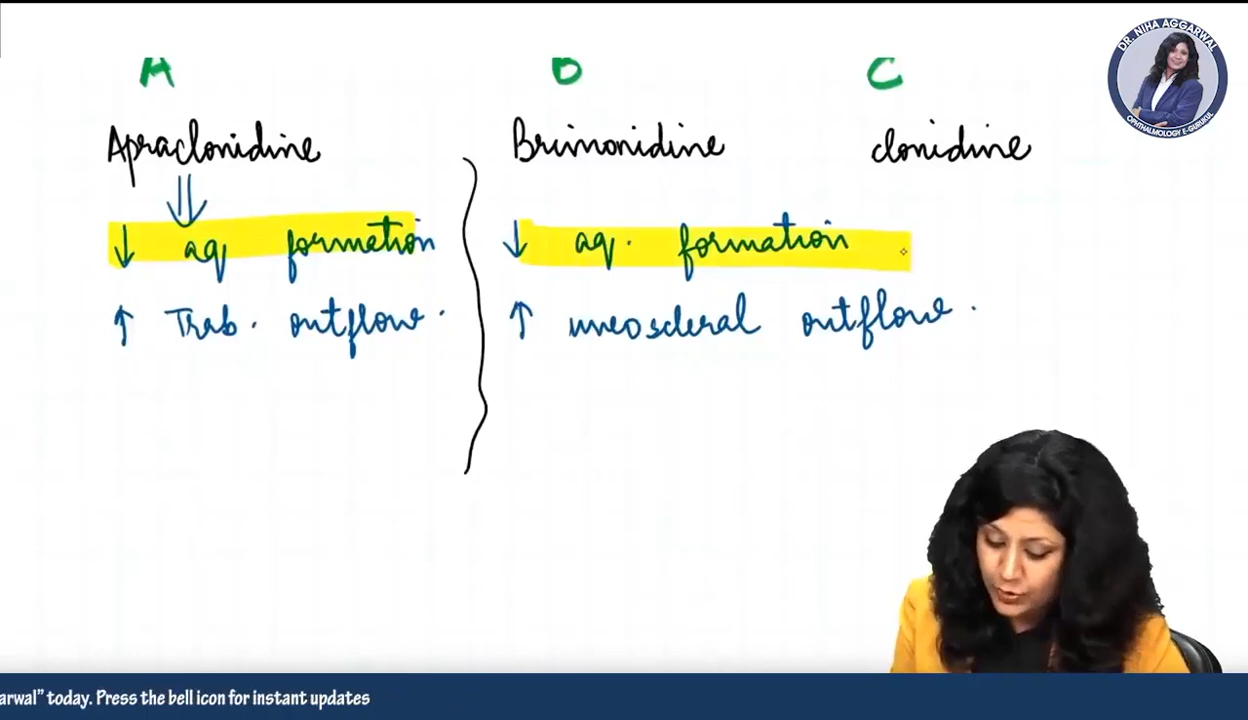 A B C
Apraclonidine Brimonidine clonidine
↓ aq formation ↓ aq. formation
↑ Trab. outflow. ↑ uveoscleral outflow.
DR. NIHA AGGARWAL
OPHTHALMOLOGY E-GURUKUL
arwal" today. Press the bell icon for instant updates